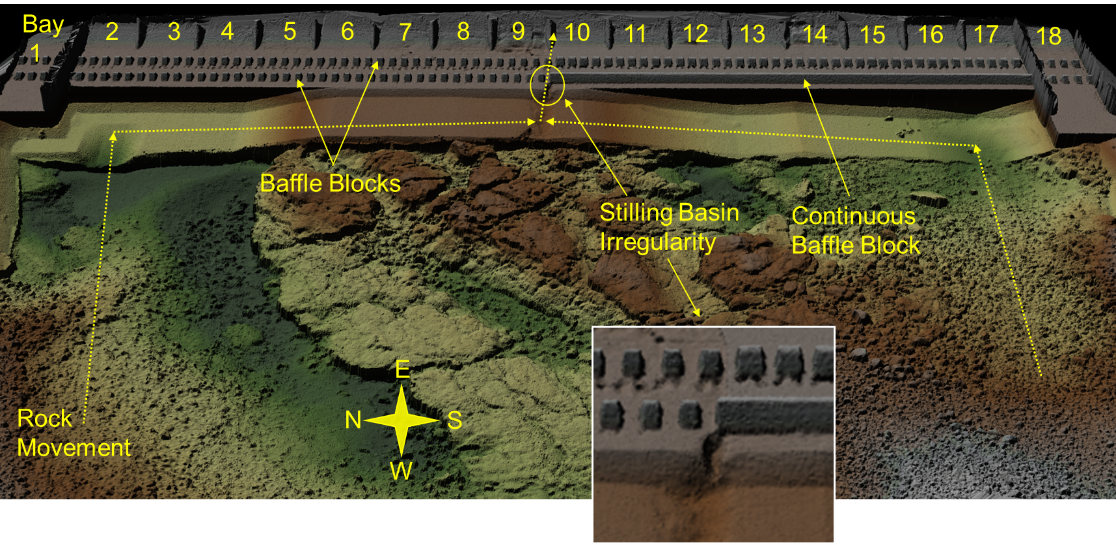 Bay
1 2 3 4 5 6 7 8 9 10 11 12 13 14 15 16 17 18
Baffle Blocks
Stilling Basin
Irregularity
Continuous
Baffle Block
Rock
Movement
E
N S
W